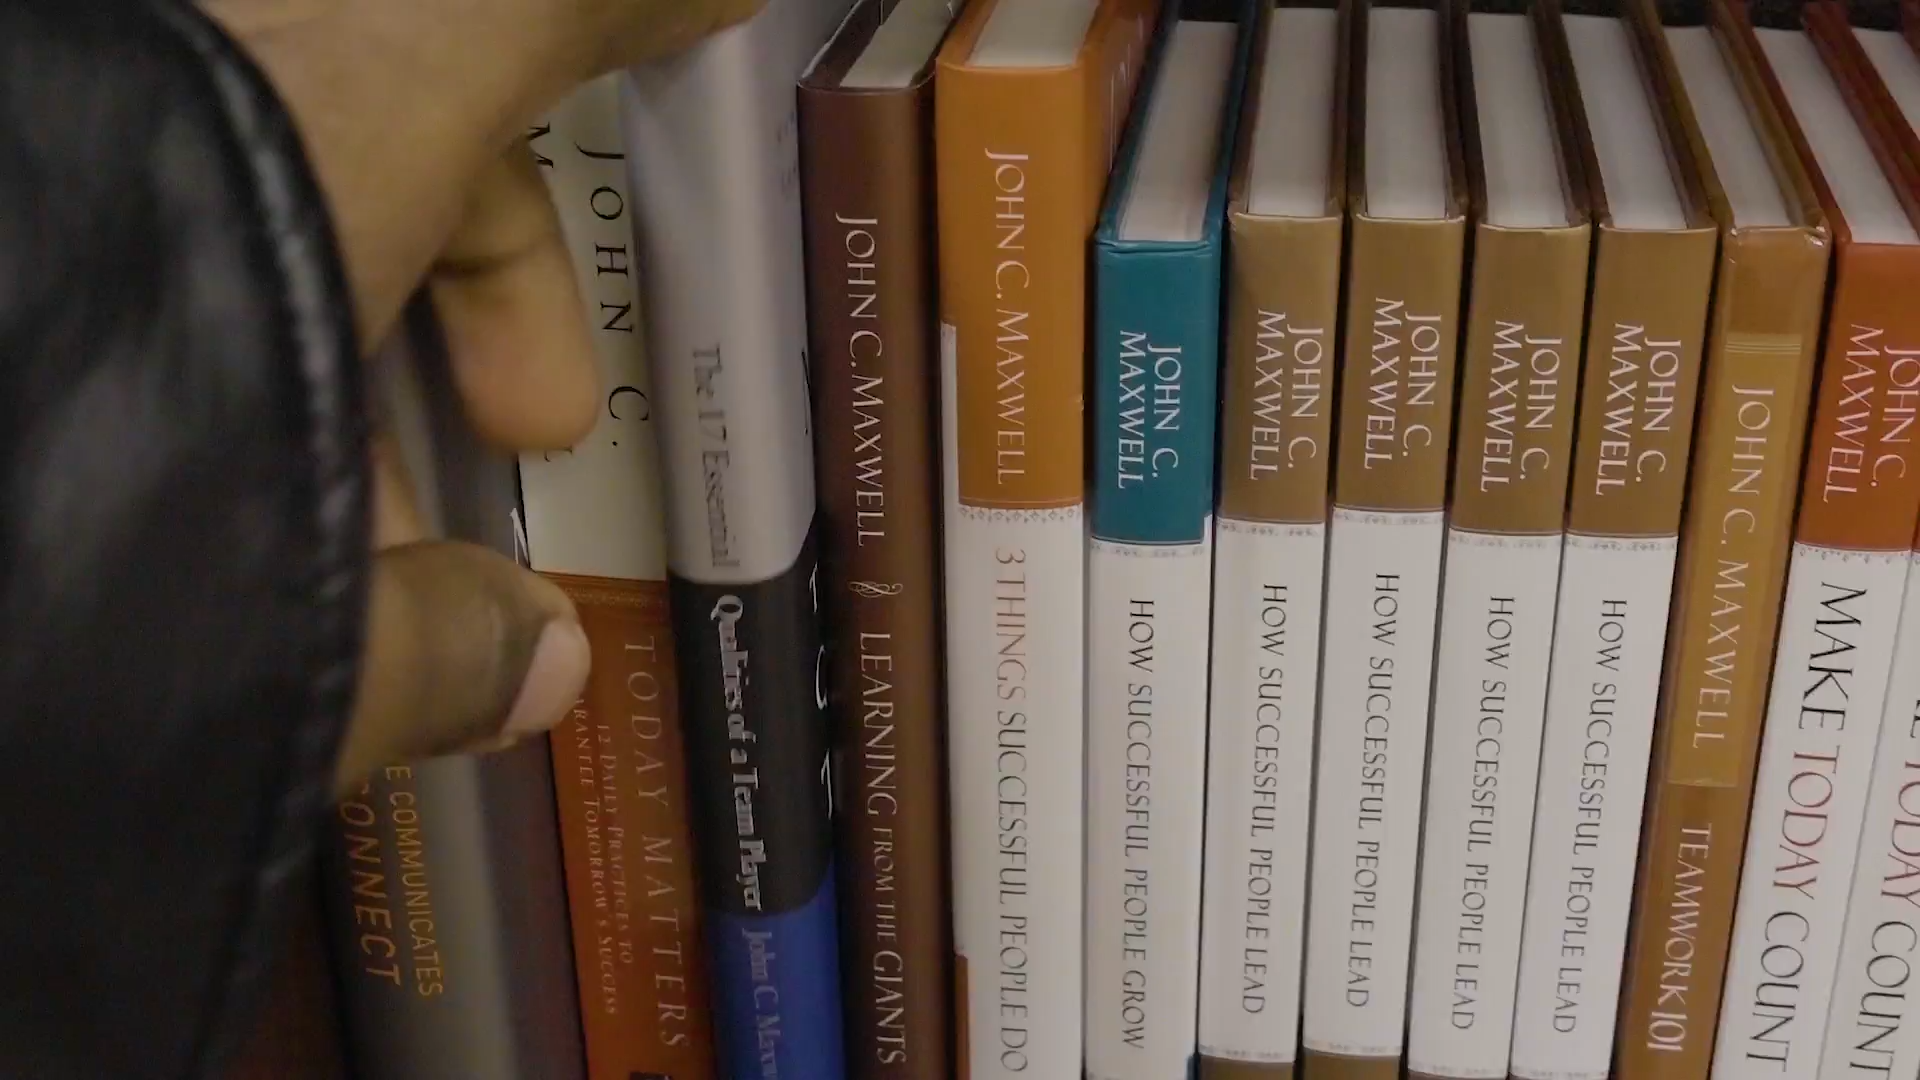 E COMMUNICATES
CONNECT
JOHN C.
M
TODAY MATTERS
12 DAILY PRACTICES TO
ARANTEE TOMORROW'S SUCCESS
The 17 Essential
Qualities of a Team Player
John C. Maxw
JOHN C. MAXWELL
LEARNING FROM THE GIANTS
JOHN C. MAXWELL
3 THINGS SUCCESSFUL PEOPLE DO
JOHN C.
MAXWELL
HOW SUCCESSFUL PEOPLE GROW
JOHN C.
MAXWELL
HOW SUCCESSFUL PEOPLE LEAD
JOHN C.
MAXWELL
HOW SUCCESSFUL PEOPLE LEAD
JOHN C.
MAXWELL
HOW SUCCESSFUL PEOPLE LEAD
JOHN C.
MAXWELL
HOW SUCCESSFUL PEOPLE LEAD
JOHN C. MAXWELL
TEAMWORK 101
JOHN C.
MAXWELL
MAKE TODAY COUNT
E TODAY COUNT